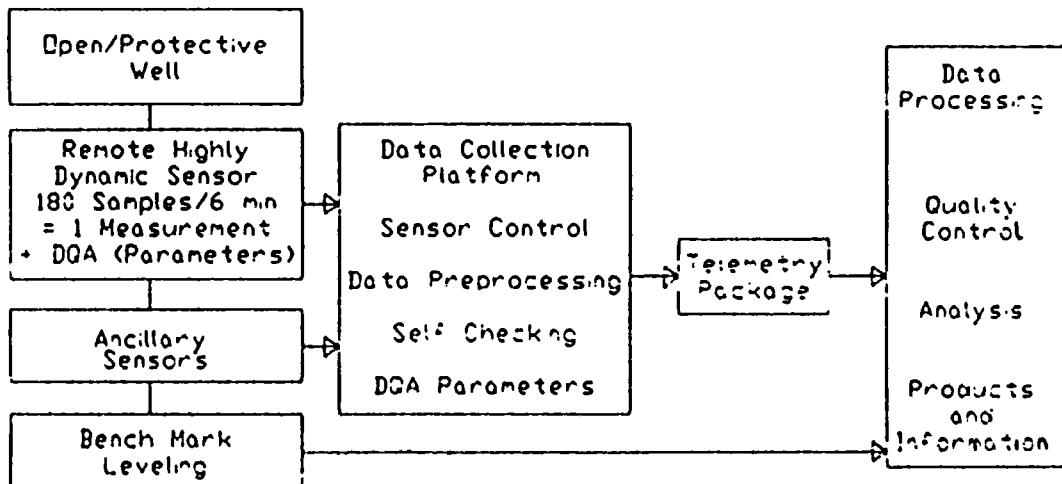 Open/Protective
Well
Remote Highly
Dynamic Sensor
180 Samples/6 min
= 1 Measurement
+ DQA (Parameters)
Ancillary
Sensors
Bench Mark
Leveling
Data Collection
Platform
Sensor Control
Data Preprocessing
Self Checking
DQA Parameters
Telemetry
Package
Data
Processing
Quality
Control
Analysis
Products
and
Information